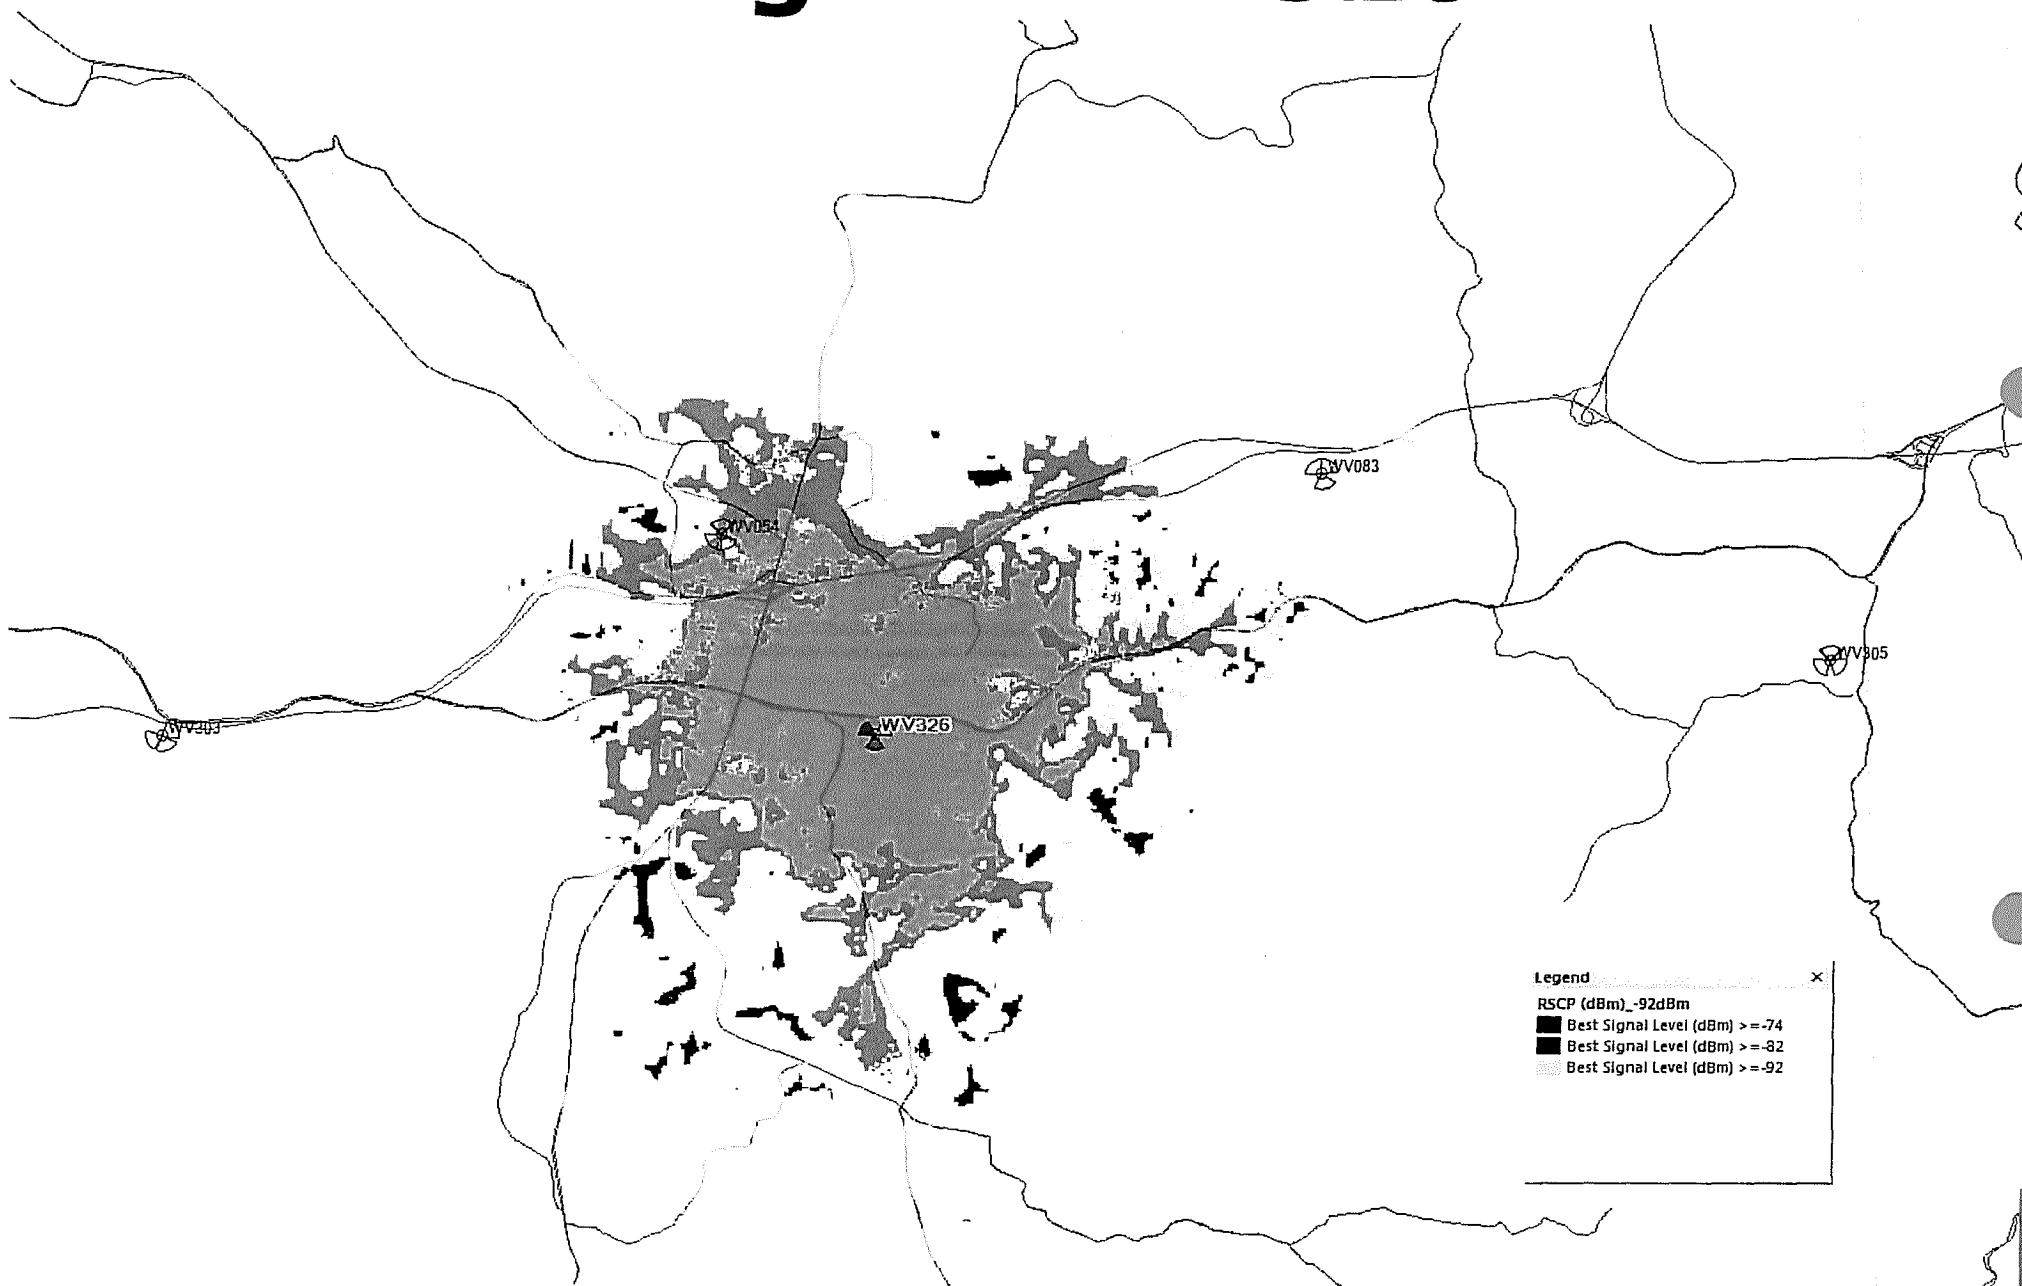 WV054
WV083
WV305
WV303
WV326
Legend ×
RSCP (dBm)_-92dBm
Best Signal Level (dBm) >=-74
Best Signal Level (dBm) >=-82
Best Signal Level (dBm) >=-92